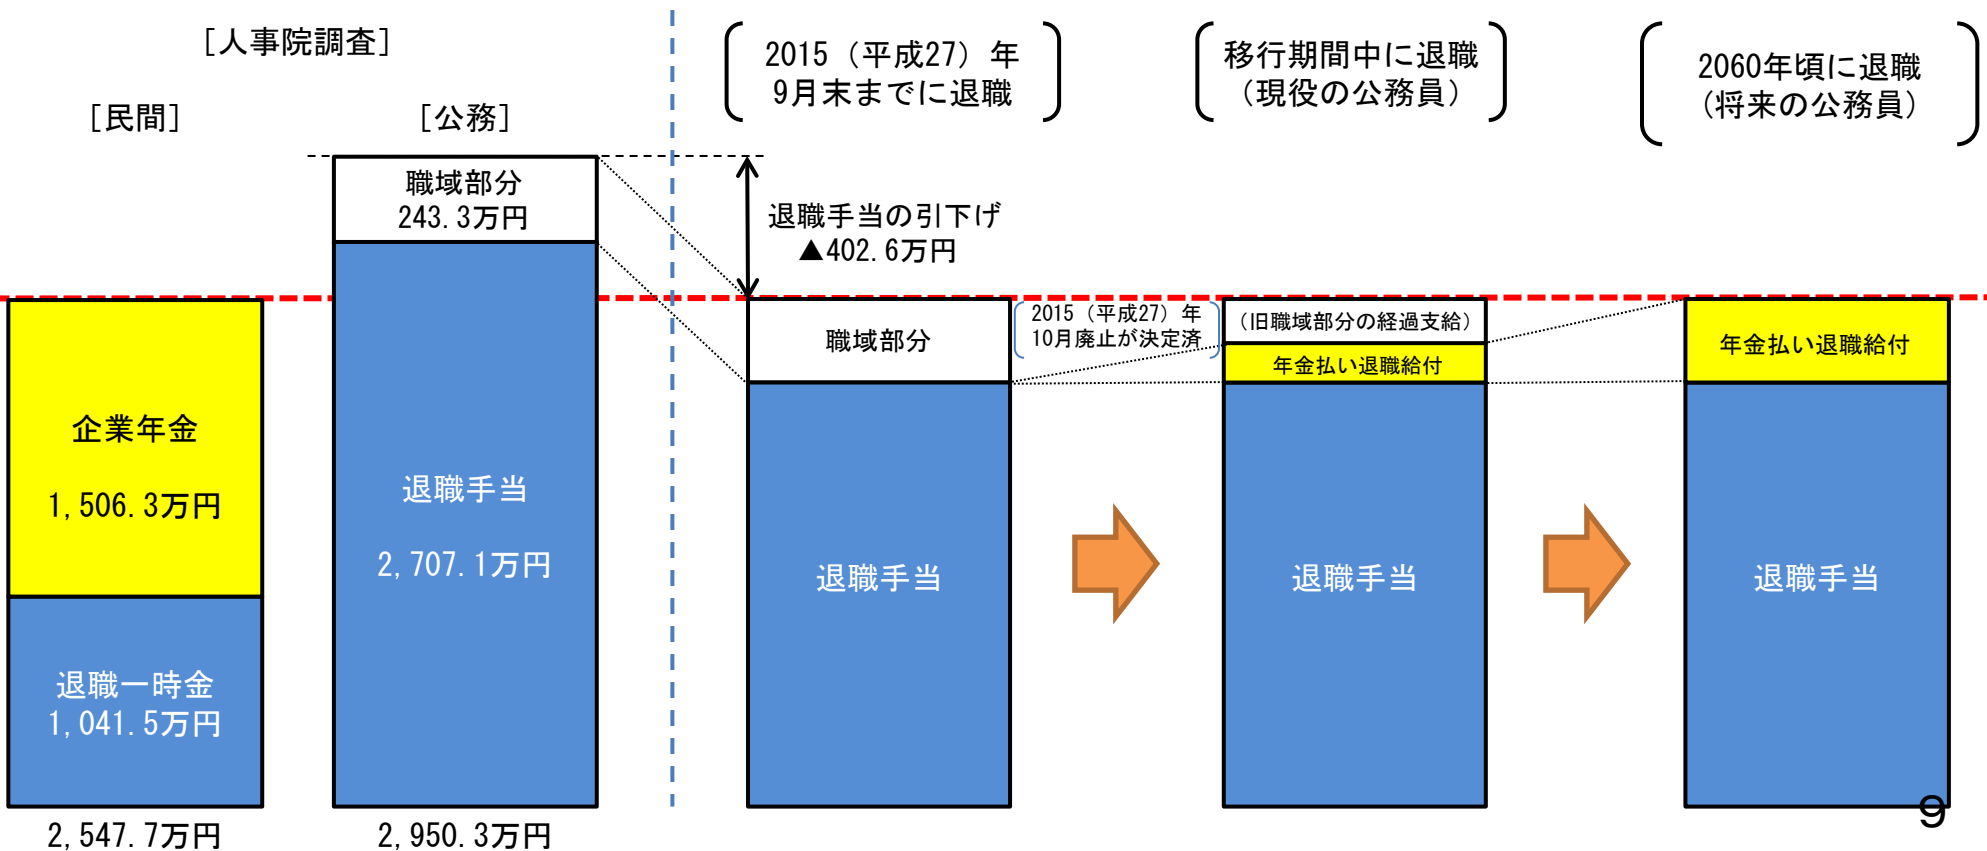 ［人事院調査］
［民間］
［公務］
2015（平成27）年
9月末までに退職
移行期間中に退職
（現役の公務員）
2060年頃に退職
（将来の公務員）
企業年金
1,506.3万円
退職一時金
1,041.5万円
2,547.7万円
職域部分
243.3万円
退職手当
2,707.1万円
2,950.3万円
退職手当の引下げ
▲402.6万円
職域部分
退職手当
2015（平成27）年
10月廃止が決定済
（旧職域部分の経過支給）
年金払い退職給付
退職手当
年金払い退職給付
退職手当
9